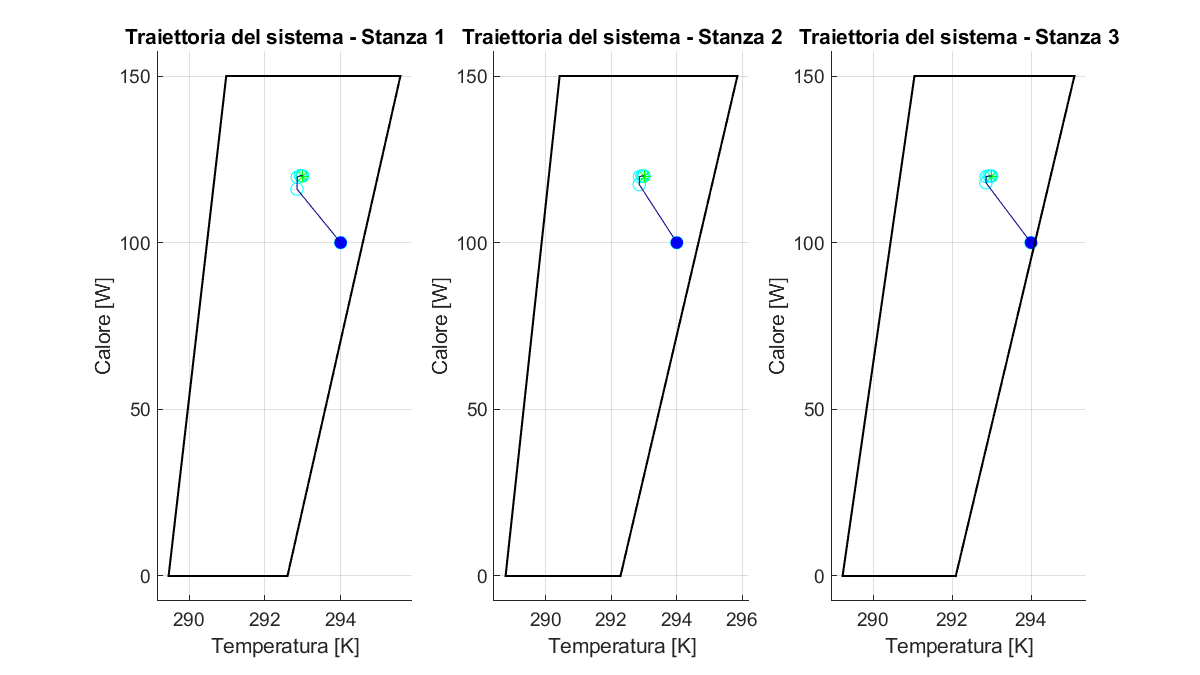 Traiettoria del sistema - Stanza 1
150
100
50
0
Calore [W]
290 292 294
Temperatura [K]
Traiettoria del sistema - Stanza 2
150
100
50
0
Calore [W]
290 292 294 296
Temperatura [K]
Traiettoria del sistema - Stanza 3
150
100
50
0
Calore [W]
290 292 294
Temperatura [K]